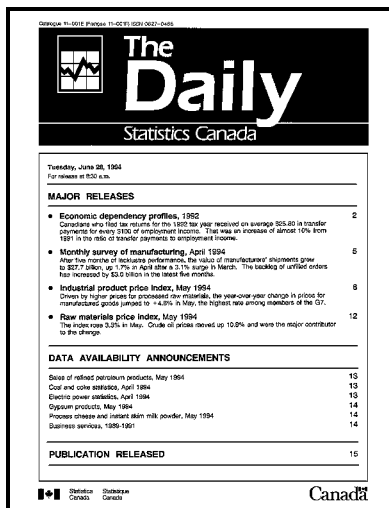 Catalogue 11-001E (Français 11-001F) ISSN 0827-0465
The
Daily
Statistics Canada
Tuesday, June 28, 1994
For release at 8:30 a.m.
MAJOR RELEASES
• Economic dependency profiles, 1992 2
Canadians who filed tax returns for the 1992 tax year received on average $25.80 in transfer
payments for every $100 of employment income. That was an increase of almost 10% from
1991 in the ratio of transfer payments to employment income.
• Monthly survey of manufacturing, April 1994 5
After five months of lacklustre performance, the value of manufacturers' shipments grew
to $27.7 billion, up 1.7% in April after a 3.1% surge in March. The backlog of unfilled orders
has increased by $3.0 billion in the latest five months.
• Industrial product price index, May 1994 8
Driven by higher prices for processed raw materials, the year-over-year change in prices for
manufactured goods jumped to +4.8% in May, the highest rate among members of the G7.
• Raw materials price index, May 1994 12
The index rose 3.3% in May. Crude oil prices moved up 10.8% and were the major contributor
to the change.
DATA AVAILABILITY ANNOUNCEMENTS
Sales of refined petroleum products, May 1994 13
Coal and coke statistics, April 1994 13
Electric power statistics, April 1994 13
Gypsum products, May 1994 14
Process cheese and instant skim milk powder, May 1994 14
Business services, 1989-1991 14
PUBLICATION RELEASED 15
Statistics Statistique
Canada Canada
Canada